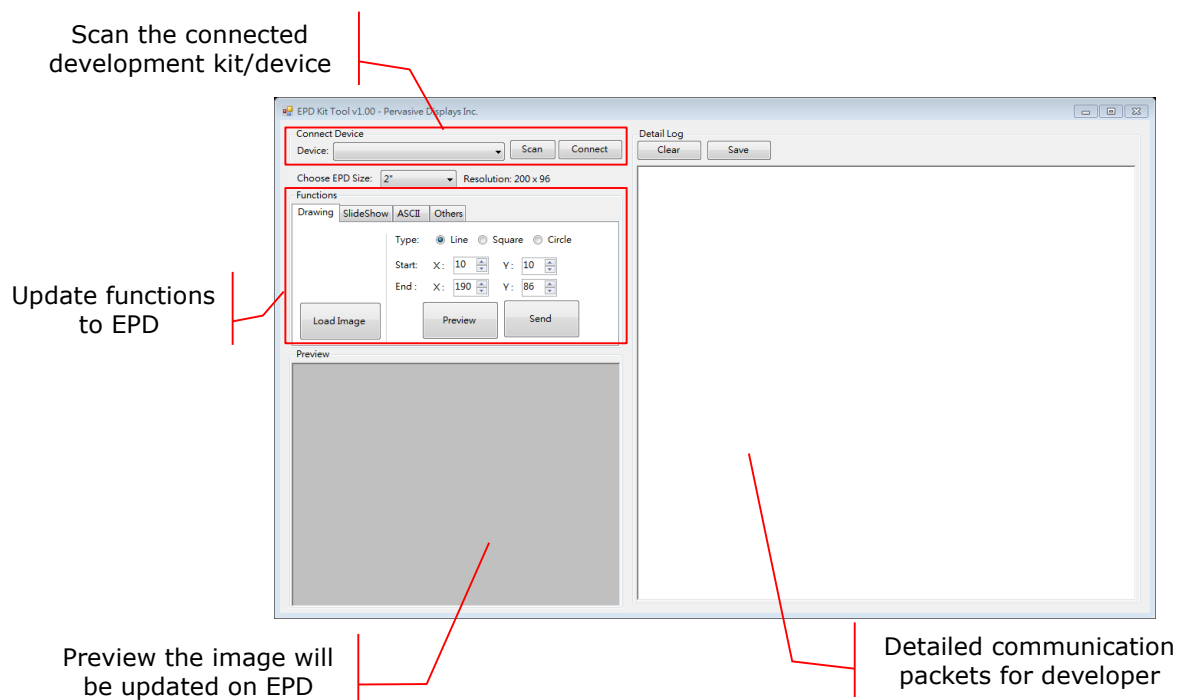 Scan the connected
development kit/device
EPD Kit Tool v1.00 - Pervasive Displays Inc.
Connect Device
Device: Scan Connect
Choose EPD Size: 2" Resolution: 200 x 96
Functions
Drawing SlideShow ASCII Others
Type: Line Square Circle
Start: X: 10 Y: 10
End : X: 190 Y: 86
Load Image Preview Send
Preview
Detail Log
Clear Save
Update functions
to EPD
Preview the image will
be updated on EPD
Detailed communication
packets for developer